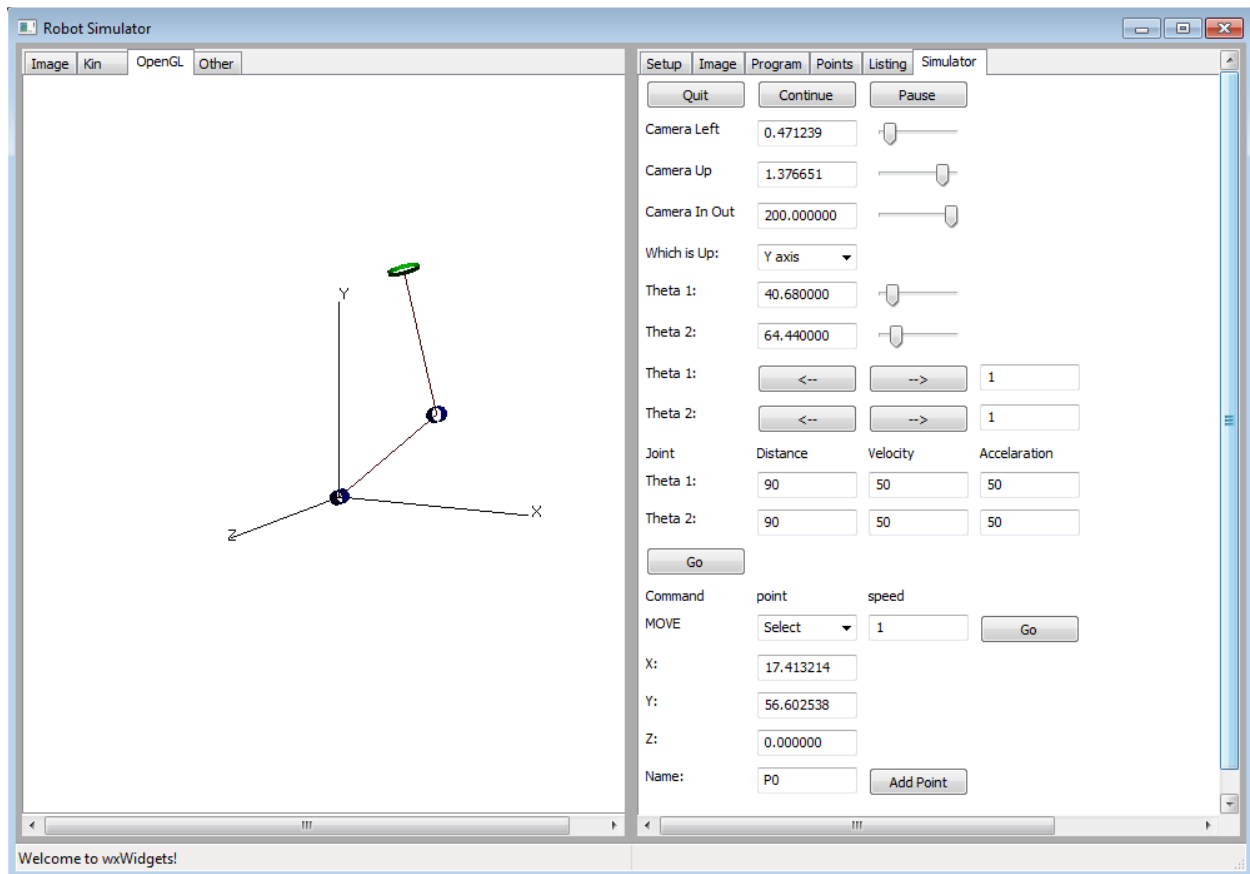 Robot Simulator
Image Kin OpenGL Other
Y
X
Z
Setup Image Program Points Listing Simulator
Quit Continue Pause
Camera Left 0.471239
Camera Up 1.376651
Camera In Out 200.000000
Which is Up: Y axis
Theta 1: 40.680000
Theta 2: 64.440000
Theta 1: <-- --> 1
Theta 2: <-- --> 1
Joint Distance Velocity Accelaration
Theta 1: 90 50 50
Theta 2: 90 50 50
Go
Command point speed
MOVE Select 1 Go
X: 17.413214
Y: 56.602538
Z: 0.000000
Name: P0 Add Point
Welcome to wxWidgets!